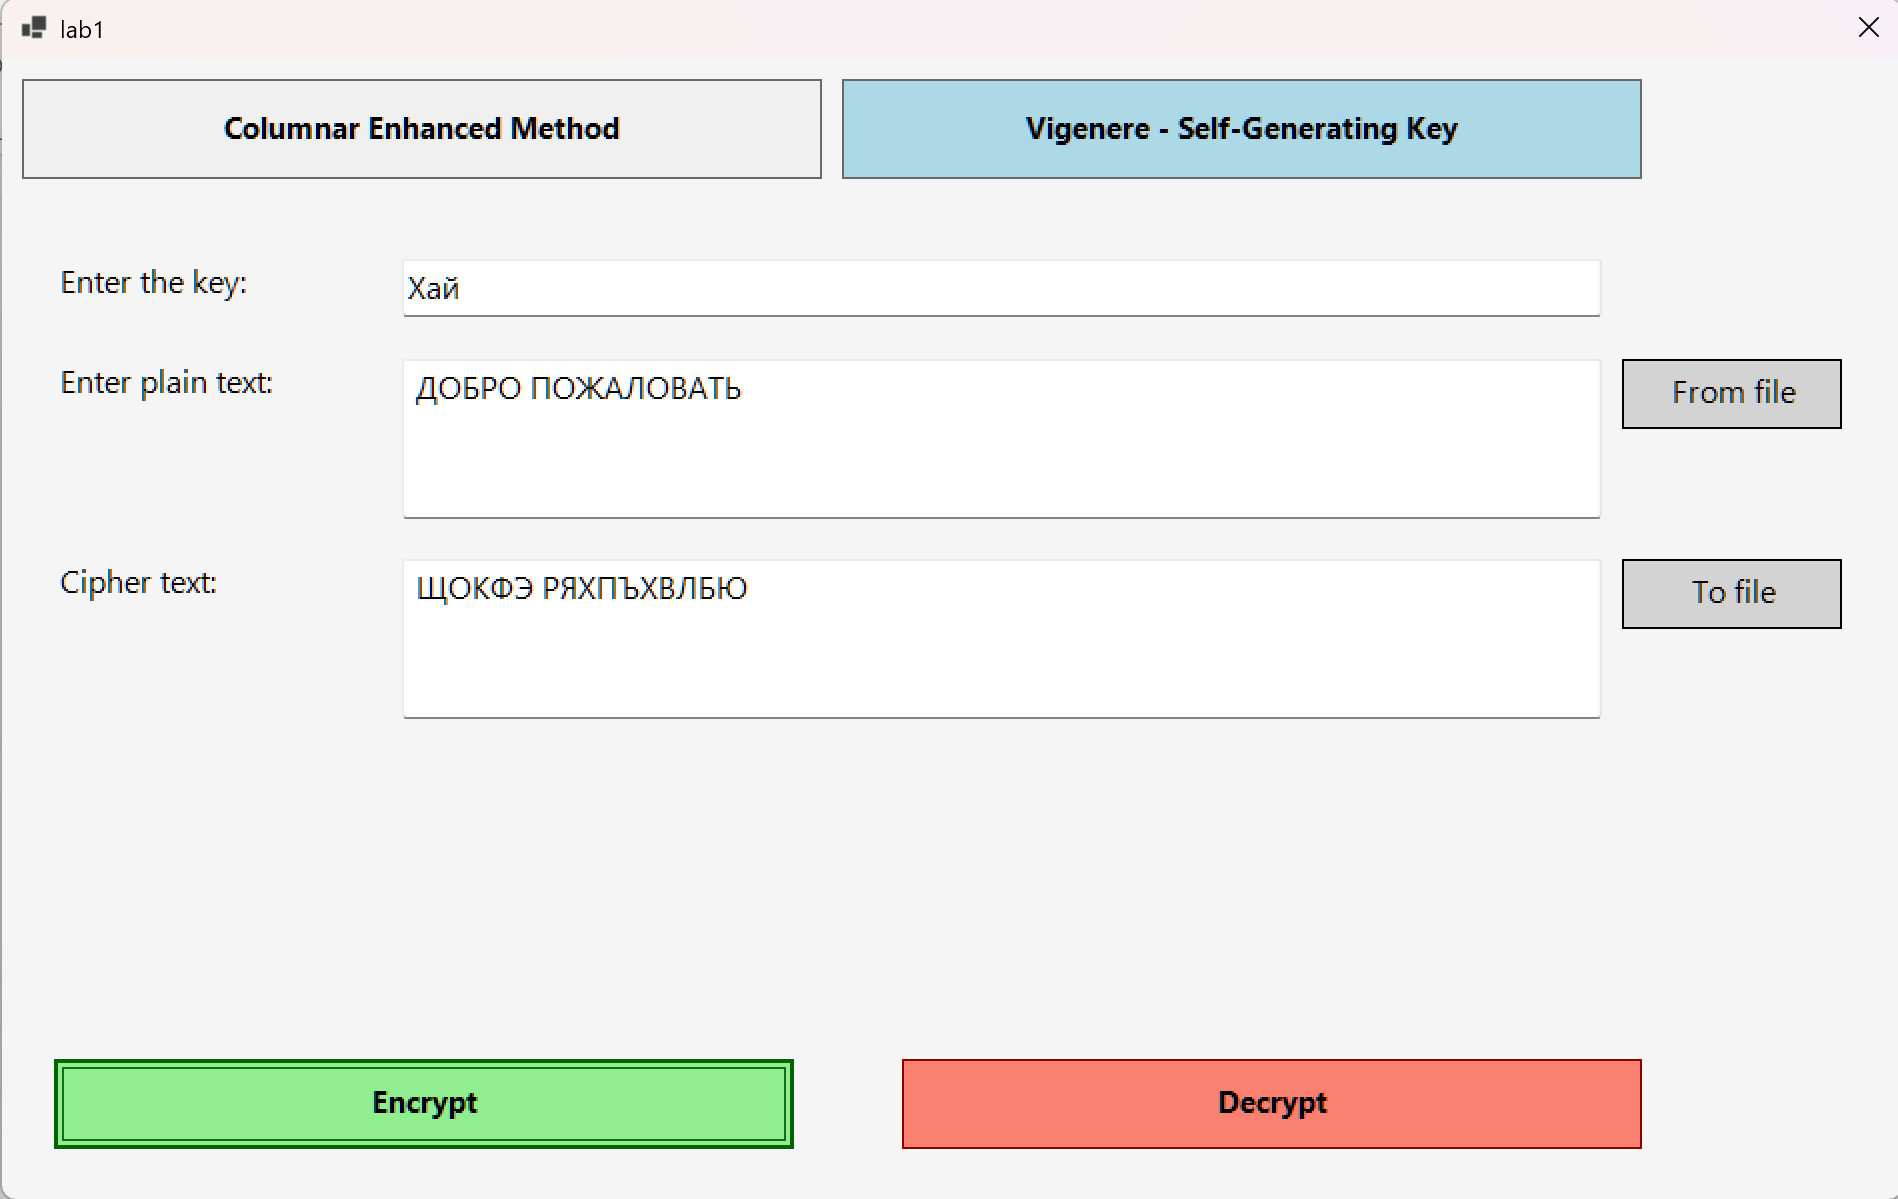 lab1
Columnar Enhanced Method
Vigenere - Self-Generating Key
Enter the key:
Хай
Enter plain text:
ДОБРО ПОЖАЛОВАТЬ
From file
Cipher text:
ЩОКФЭ РЯХПЪХВЛБЮ
To file
Encrypt
Decrypt